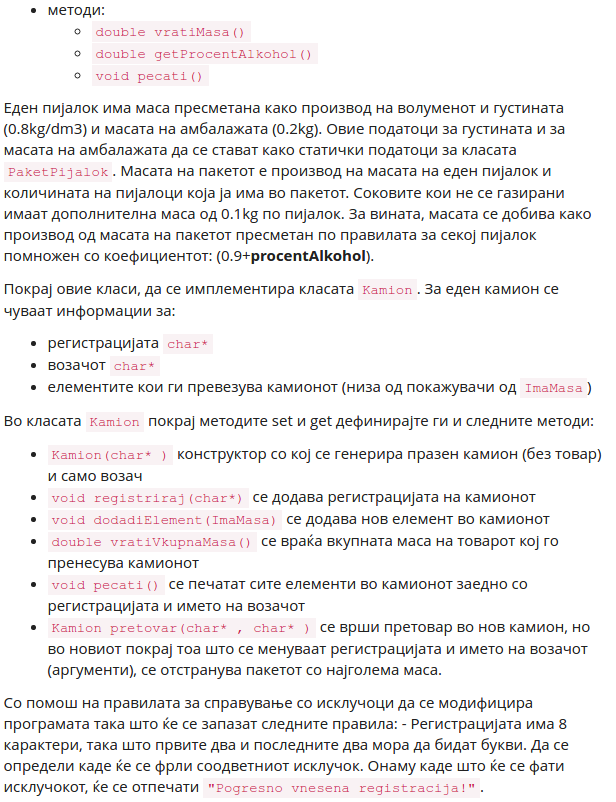 • методи:
◦ double vratiMasa()
◦ double getProcentAlkohol()
◦ void pecati()
Еден пијалок има маса пресметана како производ на волуменот и густината
(0.8kg/dm3) и масата на амбалажата (0.2kg). Овие податоци за густината и за
масата на амбалажата да се стават како статички податоци за класата
PaketPijalok . Масата на пакетот е производ на масата на еден пијалок и
количината на пијалоци која ја има во пакетот. Соковите кои не се газирани
имаат дополнителна маса од 0.1kg по пијалок. За вината, масата се добива како
производ од масата на пакетот пресметан по правилата за секој пијалок
помножен со коефициентот: (0.9+procentAlkohol).
Покрај овие класи, да се имплементира класата Kamion . За еден камион се
чуваат информации за:
• регистрацијата char*
• возачот char*
• елементите кои ги превезува камионот (низа од покажувачи од ImaMasa )
Во класата Kamion покрај методите set и get дефинирајте ги и следните методи:
• Kamion(char* ) конструктор со кој се генерира празен камион (без товар)
и само возач
• void registriraj(char*) се додава регистрацијата на камионот
• void dodadiElement(ImaMasa) се додава нов елемент во камионот
• double vratiVkupnaMasa() се враќа вкупната маса на товарот кој го
пренесува камионот
• void pecati() се печатат сите елементи во камионот заедно со
регистрацијата и името на возачот
• Kamion pretovar(char* , char* ) се врши претовар во нов камион, но
во новиот покрај тоа што се менуваат регистрацијата и името на возачот
(аргументи), се отстранува пакетот со најголема маса.
Со помош на правилата за справување со исклучоци да се модифицира
програмата така што ќе се запазат следните правила: - Регистрацијата има 8
карактери, така што првите два и последните два мора да бидат букви. Да се
определи каде ќе се фрли соодветниот исклучок. Онаму каде што ќе се фати
исклучокот, ќе се отпечати "Pogresno vnesena registracija!" .